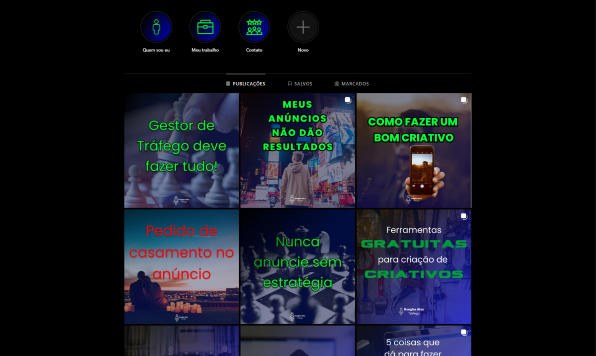 Quem sou eu
Meu trabalho
Contato
Novo
PUBLICAÇÕES
SALVOS
MARCADOS
Gestor de
Tráfego deve
fazer tudo!
MEUS
ANÚNCIOS
NÃO DÃO
RESULTADOS
COMO FAZER UM
BOM CRIATIVO
Pedido de
casamento no
anúncio
Nunca
anuncie sem
estratégia
Ferramentas
GRATUITAS
para criação de
CRIATIVOS
5 coisas que
dá para fazer